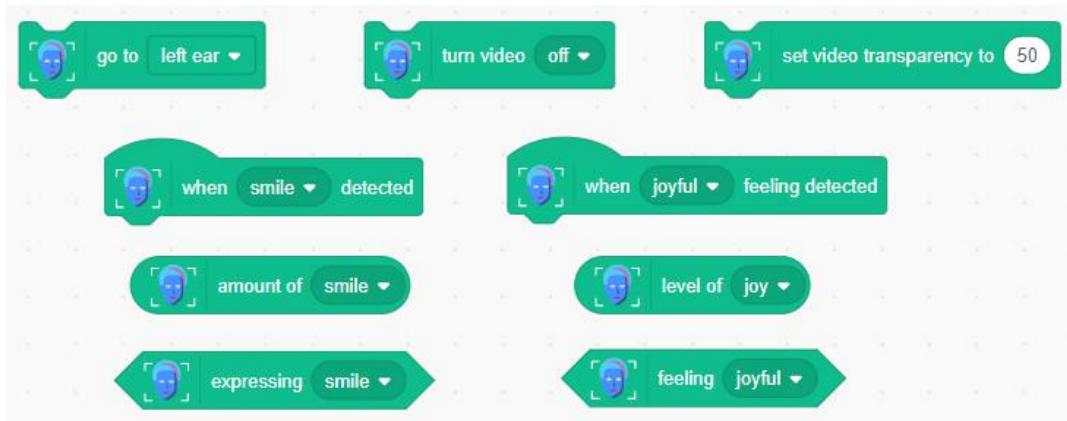 go to left ear turn video off set video transparency to 50
when smile detected when joyful feeling detected
amount of smile level of joy
expressing smile feeling joyful